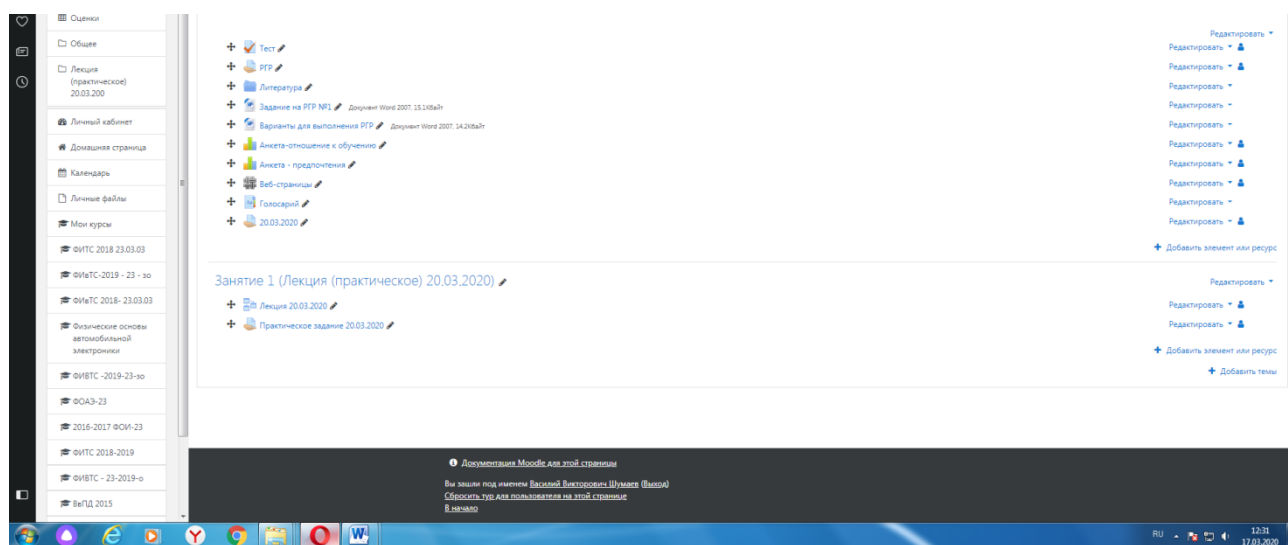 Оценки
Общее
Лекция
(практическое)
20.03.200
Личный кабинет
Домашняя страница
Календарь
Личные файлы
Мои курсы
ФИТС 2018 23.03.03
ФИвТС-2019 - 23 - зо
ФИвТС 2018- 23.03.03
Физические основы
автомобильной
электроники
ФИВТС -2019-23-зо
ФОАЭ-23
2016-2017 ФОИ-23
ФИТС 2018-2019
ФИВТС - 23-2019-о
ВеПД 2015
Редактировать
Тест Редактировать
РГР Редактировать
Литература Редактировать
Задание на РГР №1 Документ Word 2007, 15.1Кбайт Редактировать
Варианты для выполнения РГР Документ Word 2007, 14.2Кбайт Редактировать
Анкета-отношение к обучению Редактировать
Анкета - предпочтения Редактировать
Веб-страницы Редактировать
Голосарий Редактировать
20.03.2020 Редактировать
Добавить элемент или ресурс
Занятие 1 (Лекция (практическое) 20.03.2020) Редактировать
Лекция 20.03.2020 Редактировать
Практическое задание 20.03.2020 Редактировать
Добавить элемент или ресурс
Добавить темы
Документация Moodle для этой страницы
Вы зашли под именем Василий Викторович Шумаев (Выход)
Сбросить тур для пользователя на этой странице
В начало
RU 12:31
17.03.2020